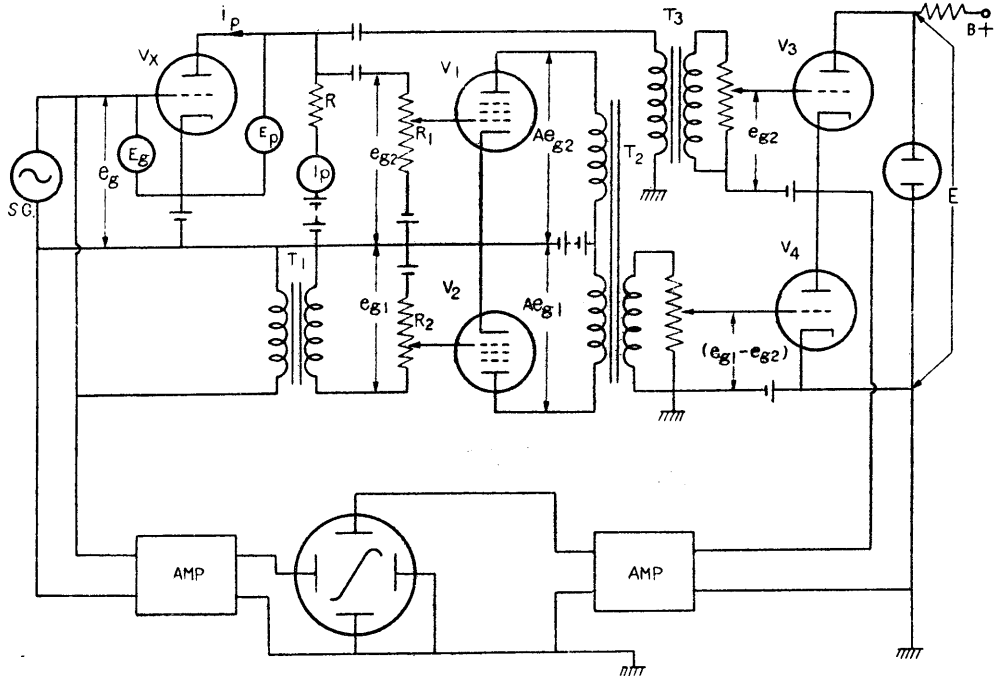 ip
T3
B+
Vx
V1
V3
R
R1
Eg
Ep
eg
Ip
eg2
Aeg2
T2
eg2
E
S.G.
T1
V2
V4
eg1
R2
Aeg1
(eg1-eg2)
AMP
AMP